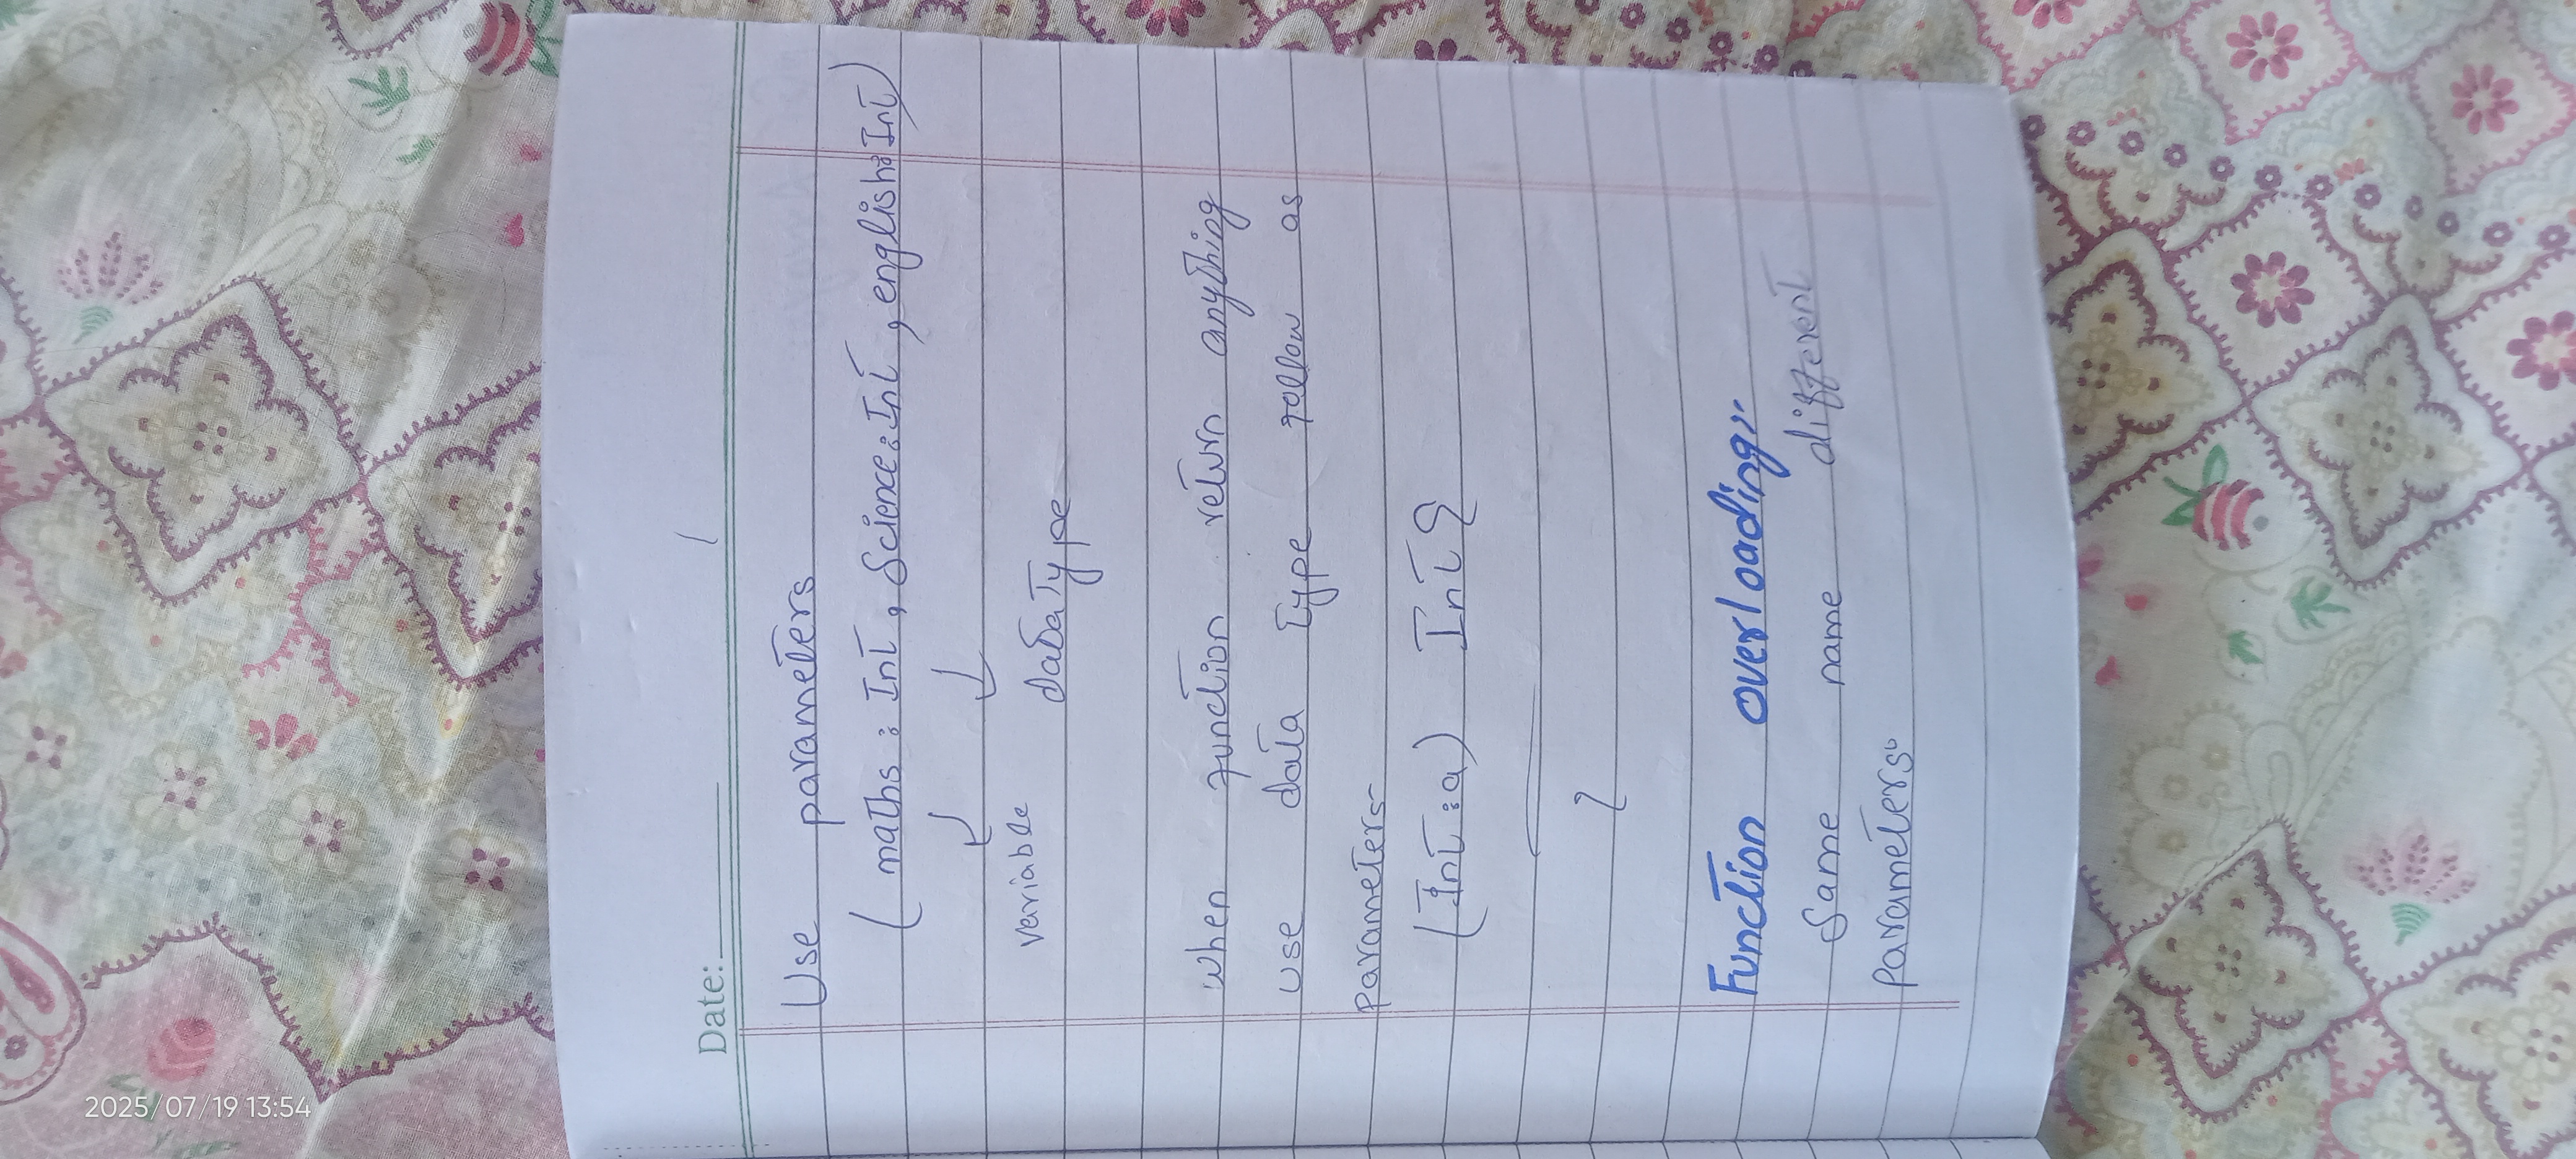 2025/07/19 13:54
Date:
Use parameters
( maths : Int , Science : Int , english : Int )
variable
dataType
when function return anything
use data type follow as
parameters-
(Int : a) Int {
}
Function overloading:-
Same name different
parameters.